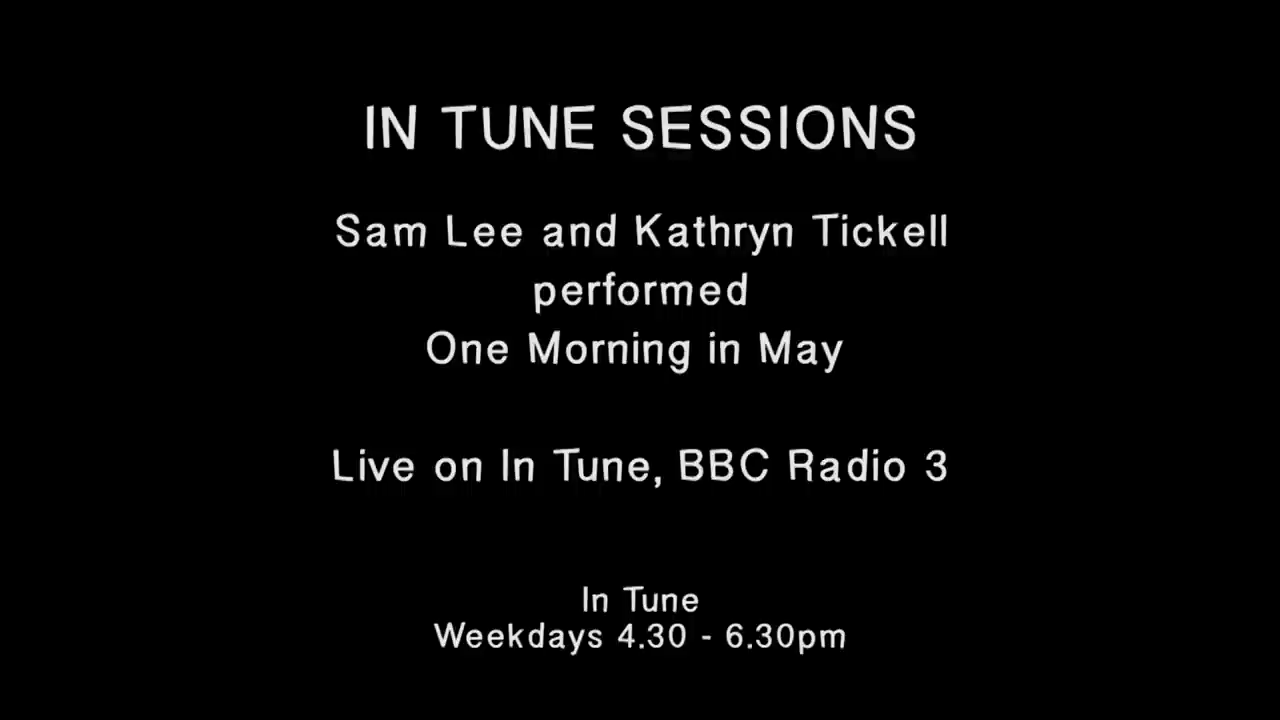 IN TUNE SESSIONS
Sam Lee and Kathryn Tickell
performed
One Morning in May
Live on In Tune, BBC Radio 3
In Tune
Weekdays 4.30 - 6.30pm